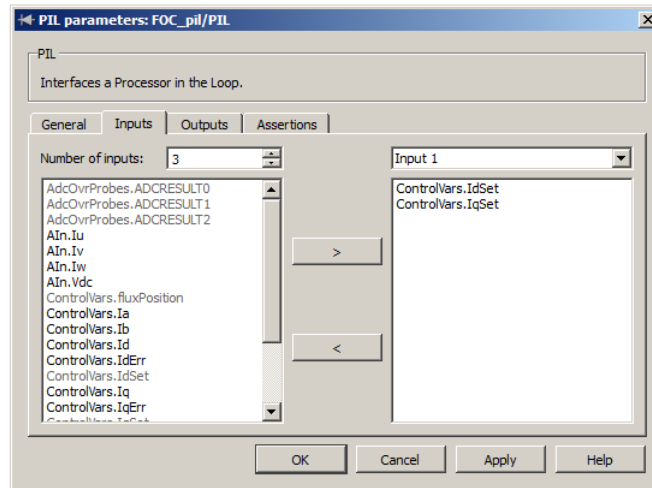 PIL parameters: FOC_pil/PIL
PIL
Interfaces a Processor in the Loop.
General Inputs Outputs Assertions
Number of inputs: 3 Input 1
AdcOvrProbes.ADCRESULT0
AdcOvrProbes.ADCRESULT1
AdcOvrProbes.ADCRESULT2
AIn.Iu
AIn.Iv
AIn.Iw
AIn.Vdc
ControlVars.fluxPosition
ControlVars.Ia
ControlVars.Ib
ControlVars.Id
ControlVars.IdErr
ControlVars.IdSet
ControlVars.Iq
ControlVars.IqErr
ControlVars.IqSet
>
<
ControlVars.IdSet
ControlVars.IqSet
OK Cancel Apply Help